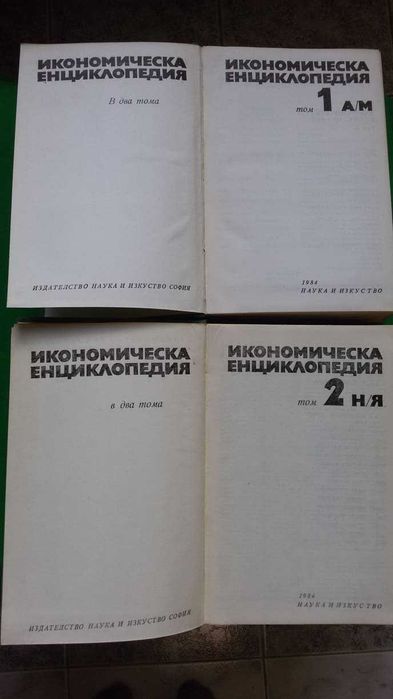 ИКОНОМИЧЕСКА
ЕНЦИКЛОПЕДИЯ
В два тома
ИЗДАТЕЛСТВО НАУКА И ИЗКУСТВО СОФИЯ
ИКОНОМИЧЕСКА
ЕНЦИКЛОПЕДИЯ
том 1 А/М
1984
НАУКА И ИЗКУСТВО
ИКОНОМИЧЕСКА
ЕНЦИКЛОПЕДИЯ
в два тома
ИЗДАТЕЛСТВО НАУКА И ИЗКУСТВО СОФИЯ
ИКОНОМИЧЕСКА
ЕНЦИКЛОПЕДИЯ
том 2 Н/Я
1984
НАУКА И ИЗКУСТВО